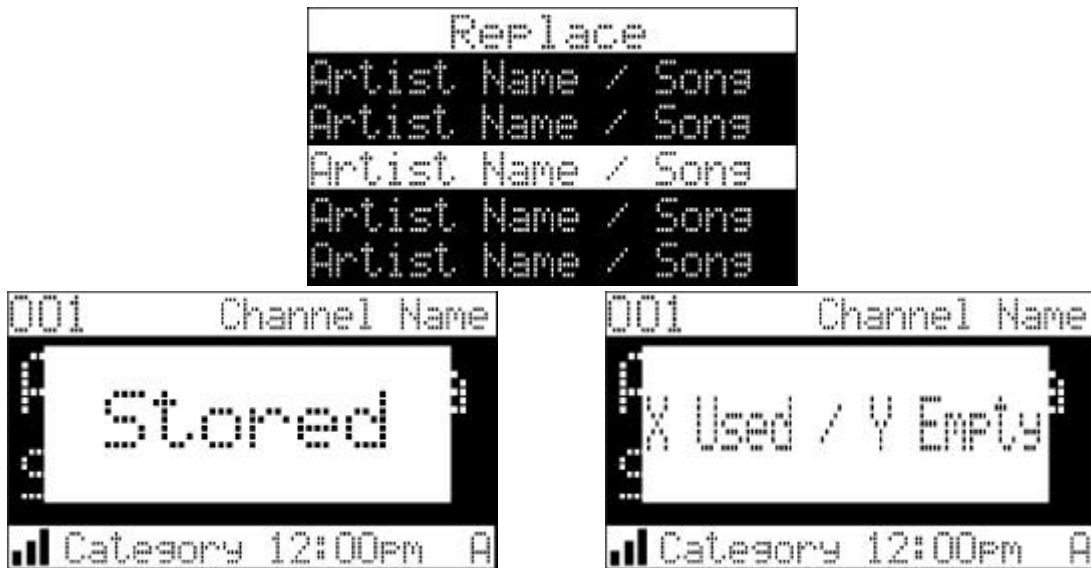 Replace
Artist Name / Song
Artist Name / Song
Artist Name / Song
Artist Name / Song
Artist Name / Song
001 Channel Name
Stored
Category 12:00pm A
001 Channel Name
X Used / Y Empty
Category 12:00pm A